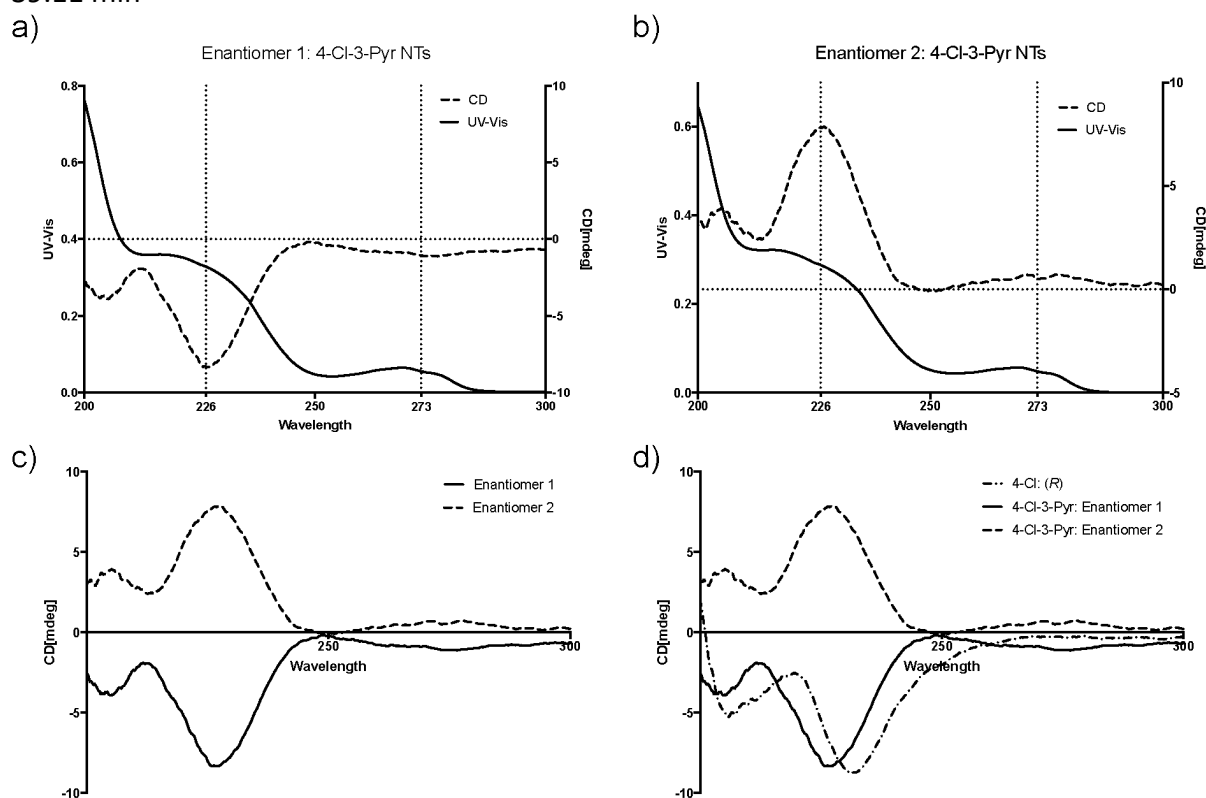 a)
Enantiomer 1: 4-Cl-3-Pyr NTs
0.8
0.6
0.4
0.2
0.0
UV-Vis
10
5
0
-5
-10
CD[mdeg]
CD
UV-Vis
200
226
250
273
300
Wavelength
b)
Enantiomer 2: 4-Cl-3-Pyr NTs
0.6
0.4
0.2
0.0
UV-Vis
10
5
0
-5
CD[mdeg]
CD
UV-Vis
200
226
250
273
300
Wavelength
c)
10
5
0
-5
-10
CD[mdeg]
Enantiomer 1
Enantiomer 2
250
300
Wavelength
d)
10
5
0
-5
-10
CD[mdeg]
4-Cl: (R)
4-Cl-3-Pyr: Enantiomer 1
4-Cl-3-Pyr: Enantiomer 2
250
300
Wavelength